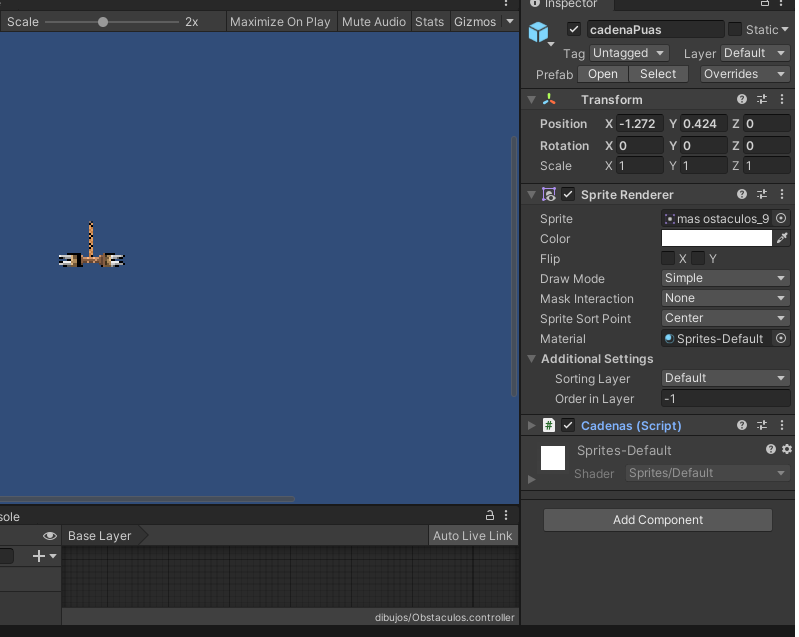 Scale 2x Maximize On Play Mute Audio Stats Gizmos
Inspector
cadenaPuas Static
Tag Untagged Layer Default
Prefab Open Select Overrides
Transform
Position X -1.272 Y 0.424 Z 0
Rotation X 0 Y 0 Z 0
Scale X 1 Y 1 Z 1
Sprite Renderer
Sprite mas ostaculos_9
Color
Flip X Y
Draw Mode Simple
Mask Interaction None
Sprite Sort Point Center
Material Sprites-Default
Additional Settings
Sorting Layer Default
Order in Layer -1
# Cadenas (Script)
Sprites-Default
Shader Sprites/Default
Add Component
sole
Base Layer Auto Live Link
dibujos/Obstaculos.controller